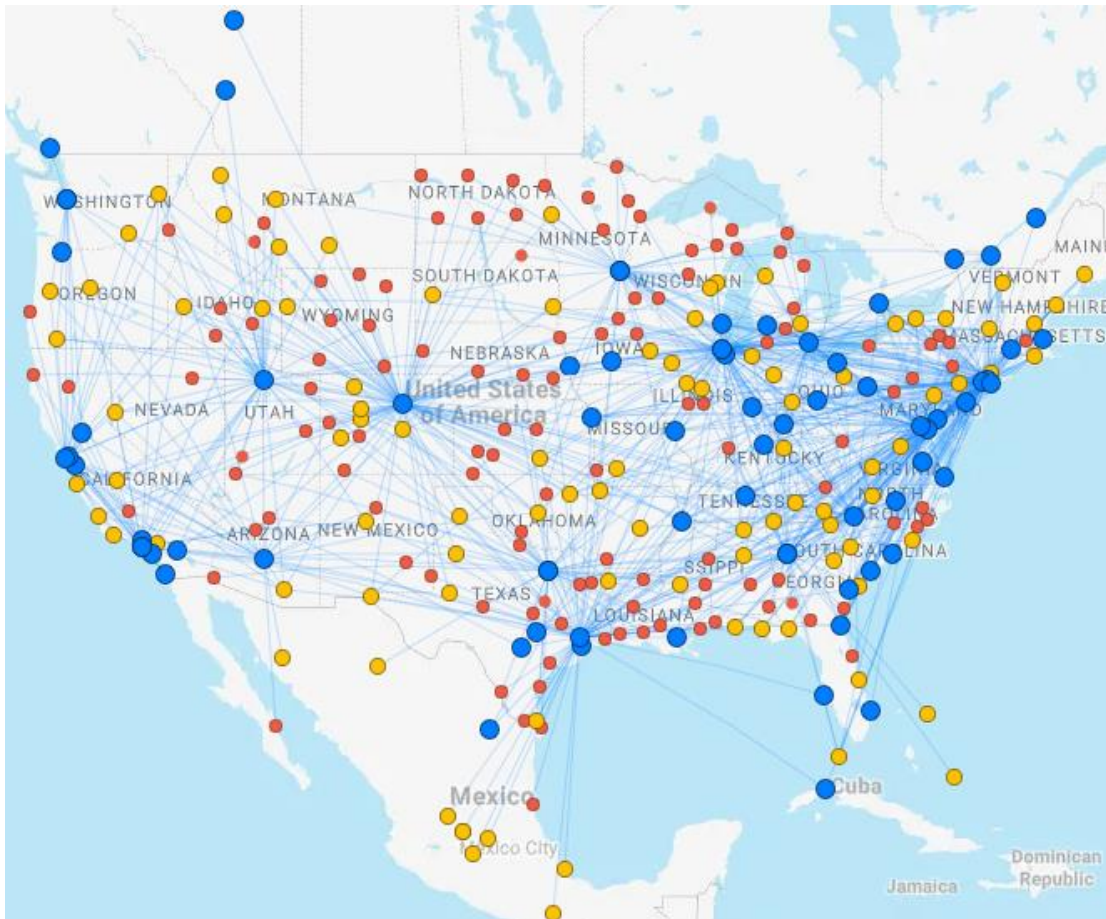 WASHINGTON
MONTANA
NORTH DAKOTA
MINNESOTA
MAIN
OREGON
IDAHO
SOUTH DAKOTA
WISCONSIN
VERMONT
WYOMING
NEW HAMPSHIRE
MASSACHUSETTS
NEBRASKA
IOWA
United States
of America
NEVADA
UTAH
ILLINOIS
OHIO
MARYLAND
MISSOURI
KENTUCKY
VIRGINIA
CALIFORNIA
TENNESSEE
NORTH
CAROLINA
ARIZONA
NEW MEXICO
OKLAHOMA
SOUTH CAROLINA
SSIPPI
GEORGIA
TEXAS
LOUISIANA
Mexico
Cuba
Mexico City
Dominican
Republic
Jamaica